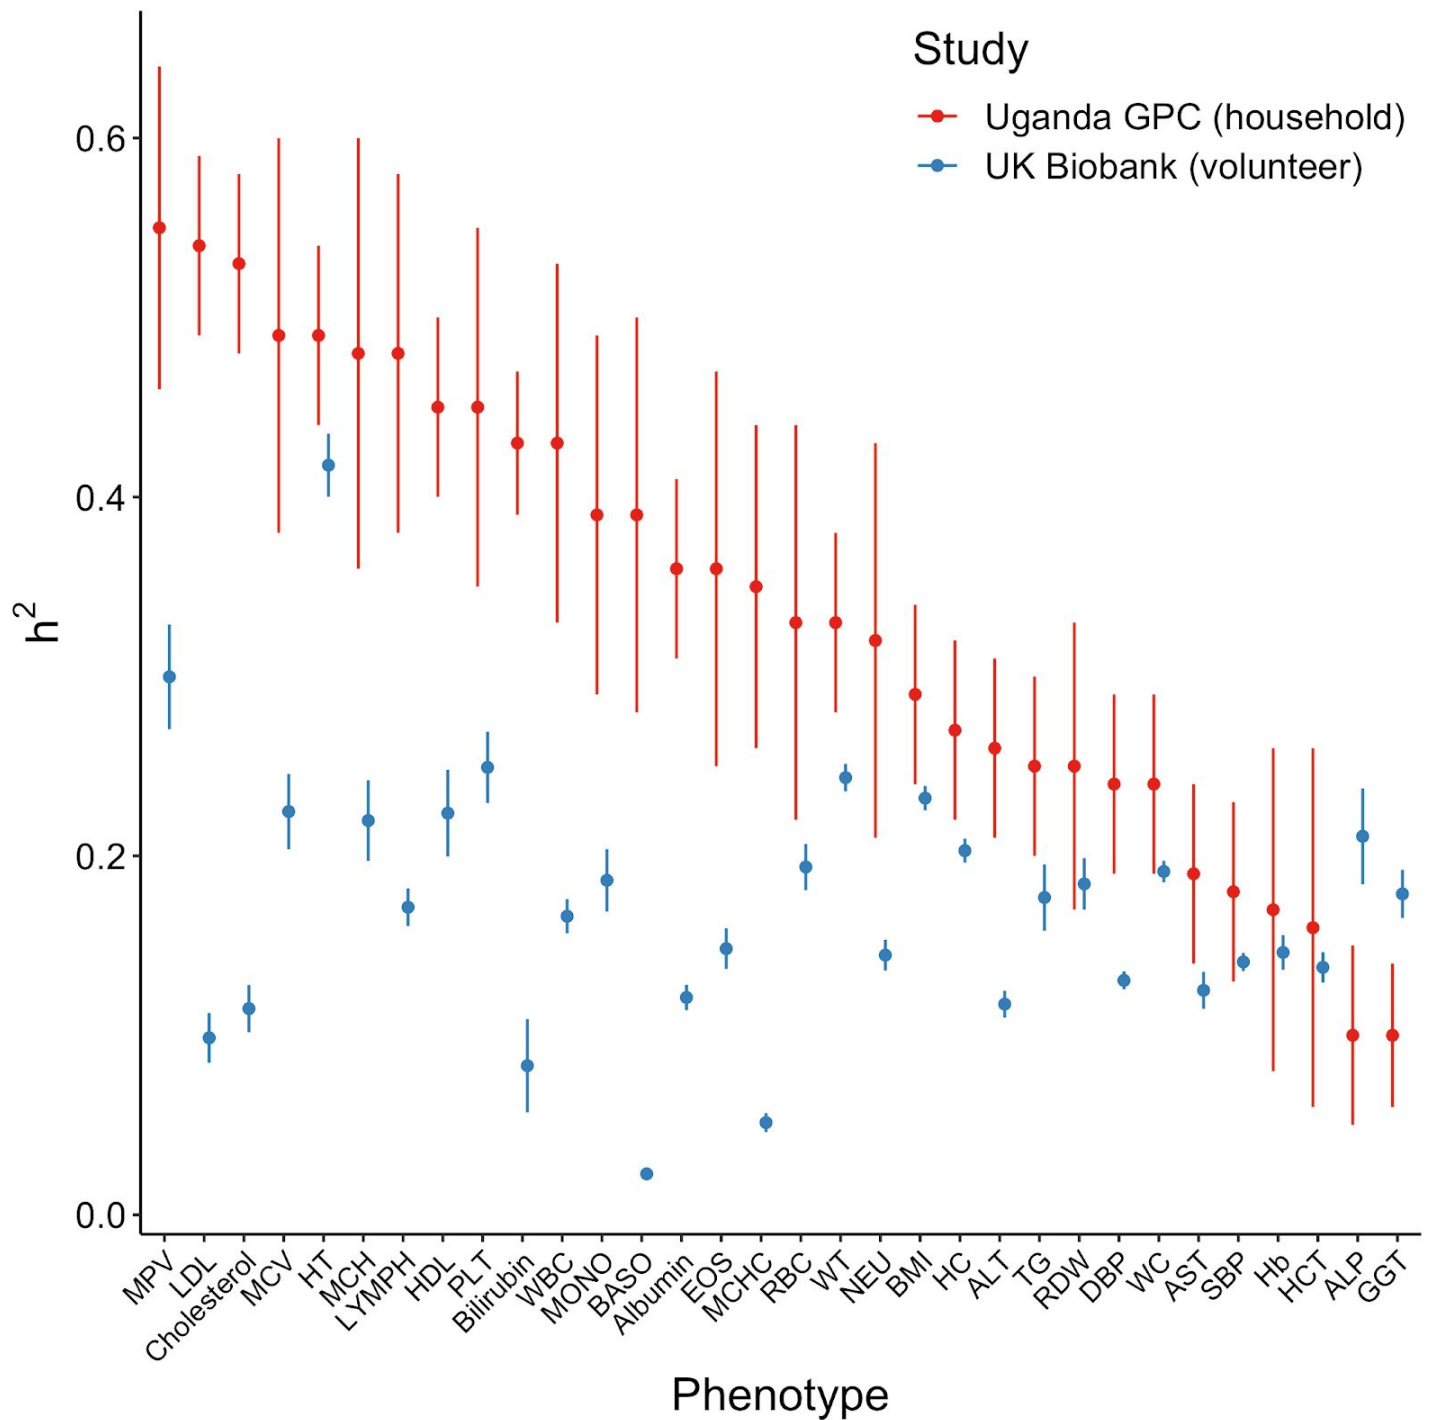 Study
Uganda GPC (household)
UK Biobank (volunteer)
h²
0.6
0.4
0.2
0.0
MPV
LDL
Cholesterol
MCV
HT
MCH
LYMPH
HDL
PLT
Bilirubin
WBC
MONO
BASO
Albumin
EOS
MCHC
RBC
WT
NEU
BMI
HC
ALT
TG
RDW
DBP
WC
AST
SBP
Hb
HCT
ALP
GGT
Phenotype